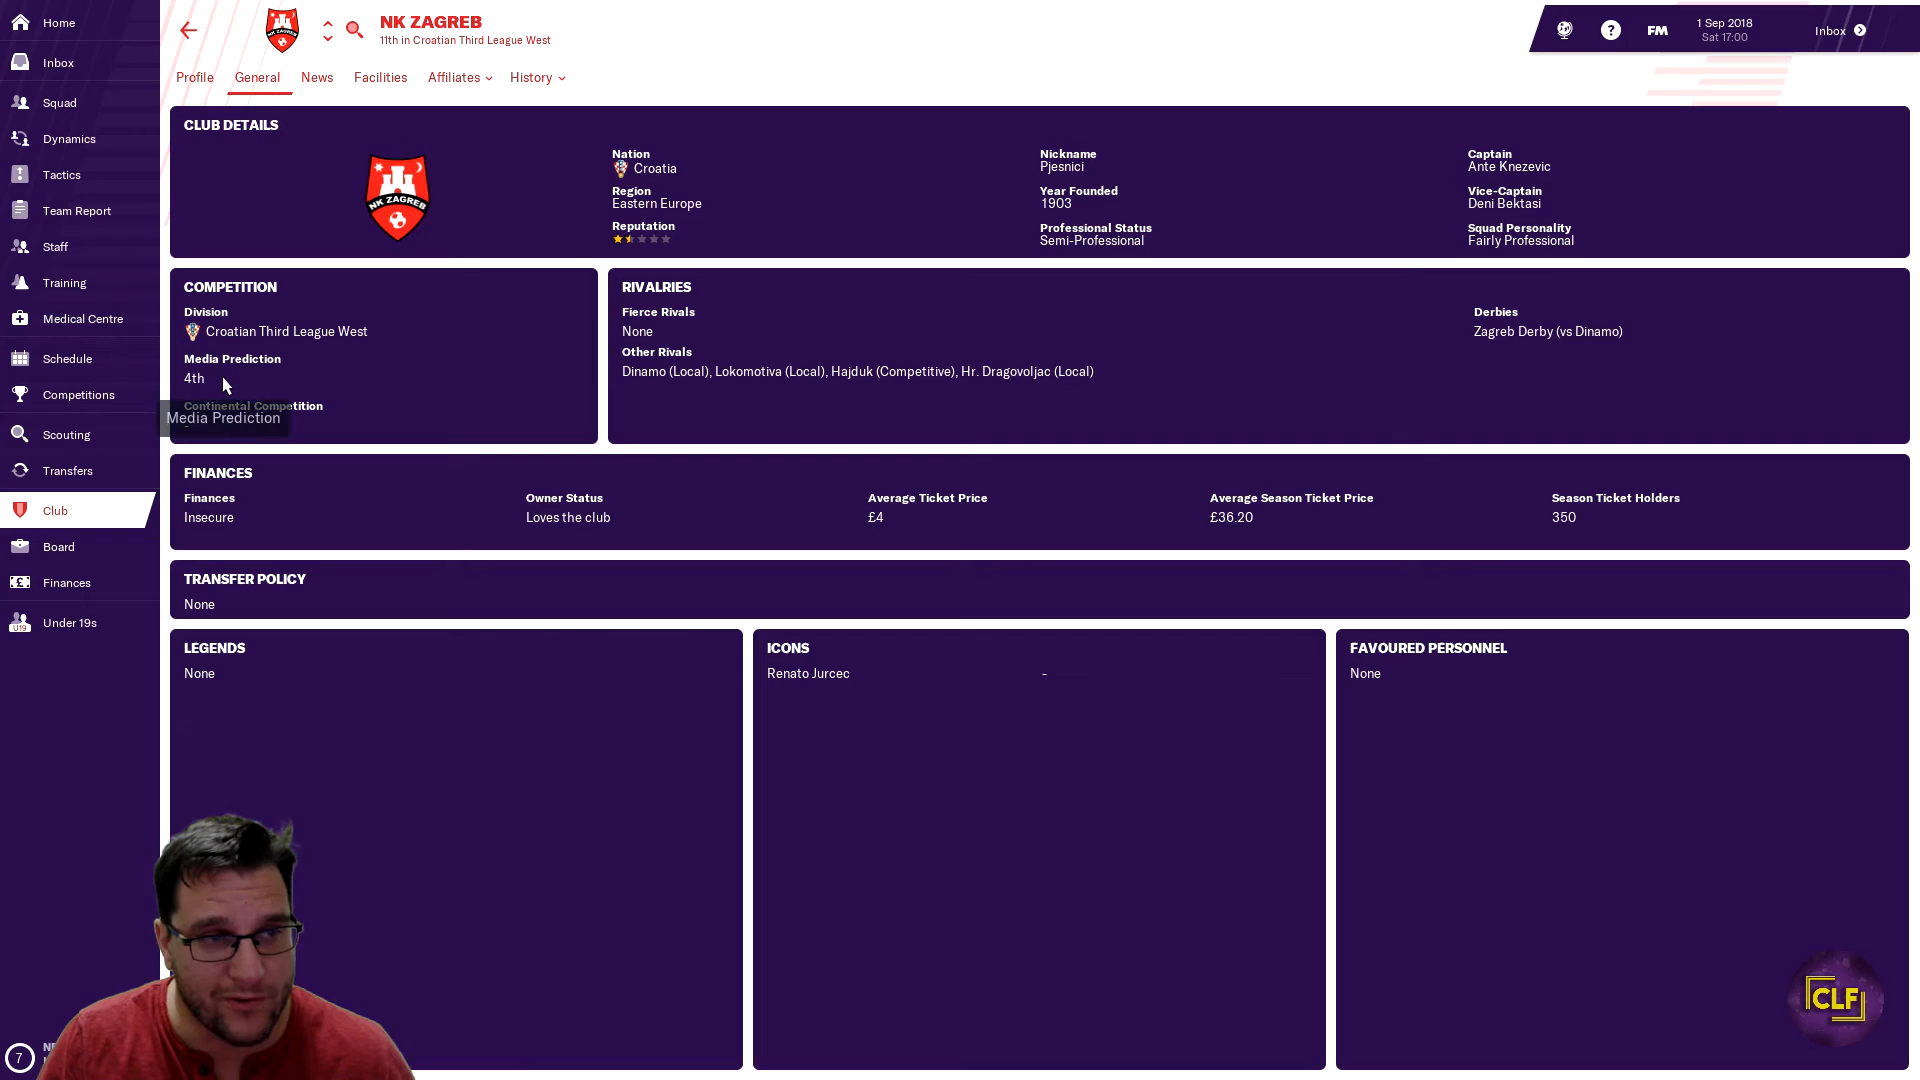 Home
Inbox
Squad
Dynamics
Tactics
Team Report
Staff
Training
Medical Centre
Schedule
Competitions
Scouting
Transfers
Club
Board
Finances
U19
Under 19s
7
NK ZAGREB
NK ZAGREB
11th in Croatian Third League West
?
FM
1 Sep 2018
Sat 17:00
Inbox
Profile
General
News
Facilities
Affiliates
History
CLUB DETAILS
NK ZAGREB
Nation
Croatia
Region
Eastern Europe
Reputation
Nickname
Pjesnici
Year Founded
1903
Professional Status
Semi-Professional
Captain
Ante Knezevic
Vice-Captain
Deni Bektasi
Squad Personality
Fairly Professional
COMPETITION
Division
Croatian Third League West
Media Prediction
4th
Continental Competition
Media Prediction
-
RIVALRIES
Fierce Rivals
None
Other Rivals
Dinamo (Local), Lokomotiva (Local), Hajduk (Competitive), Hr. Dragovoljac (Local)
Derbies
Zagreb Derby (vs Dinamo)
FINANCES
Finances
Insecure
Owner Status
Loves the club
Average Ticket Price
£4
Average Season Ticket Price
£36.20
Season Ticket Holders
350
TRANSFER POLICY
None
LEGENDS
None
ICONS
Renato Jurcec
-
FAVOURED PERSONNEL
None
CLF